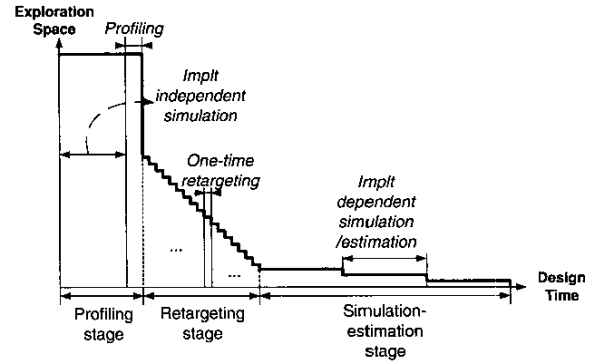 Exploration
Space
Profiling
Implt
independent
simulation
One-time
retargeting
Implt
dependent
simulation
/estimation
...
...
Design
Time
Profiling
stage
Retargeting
stage
Simulation-
estimation
stage